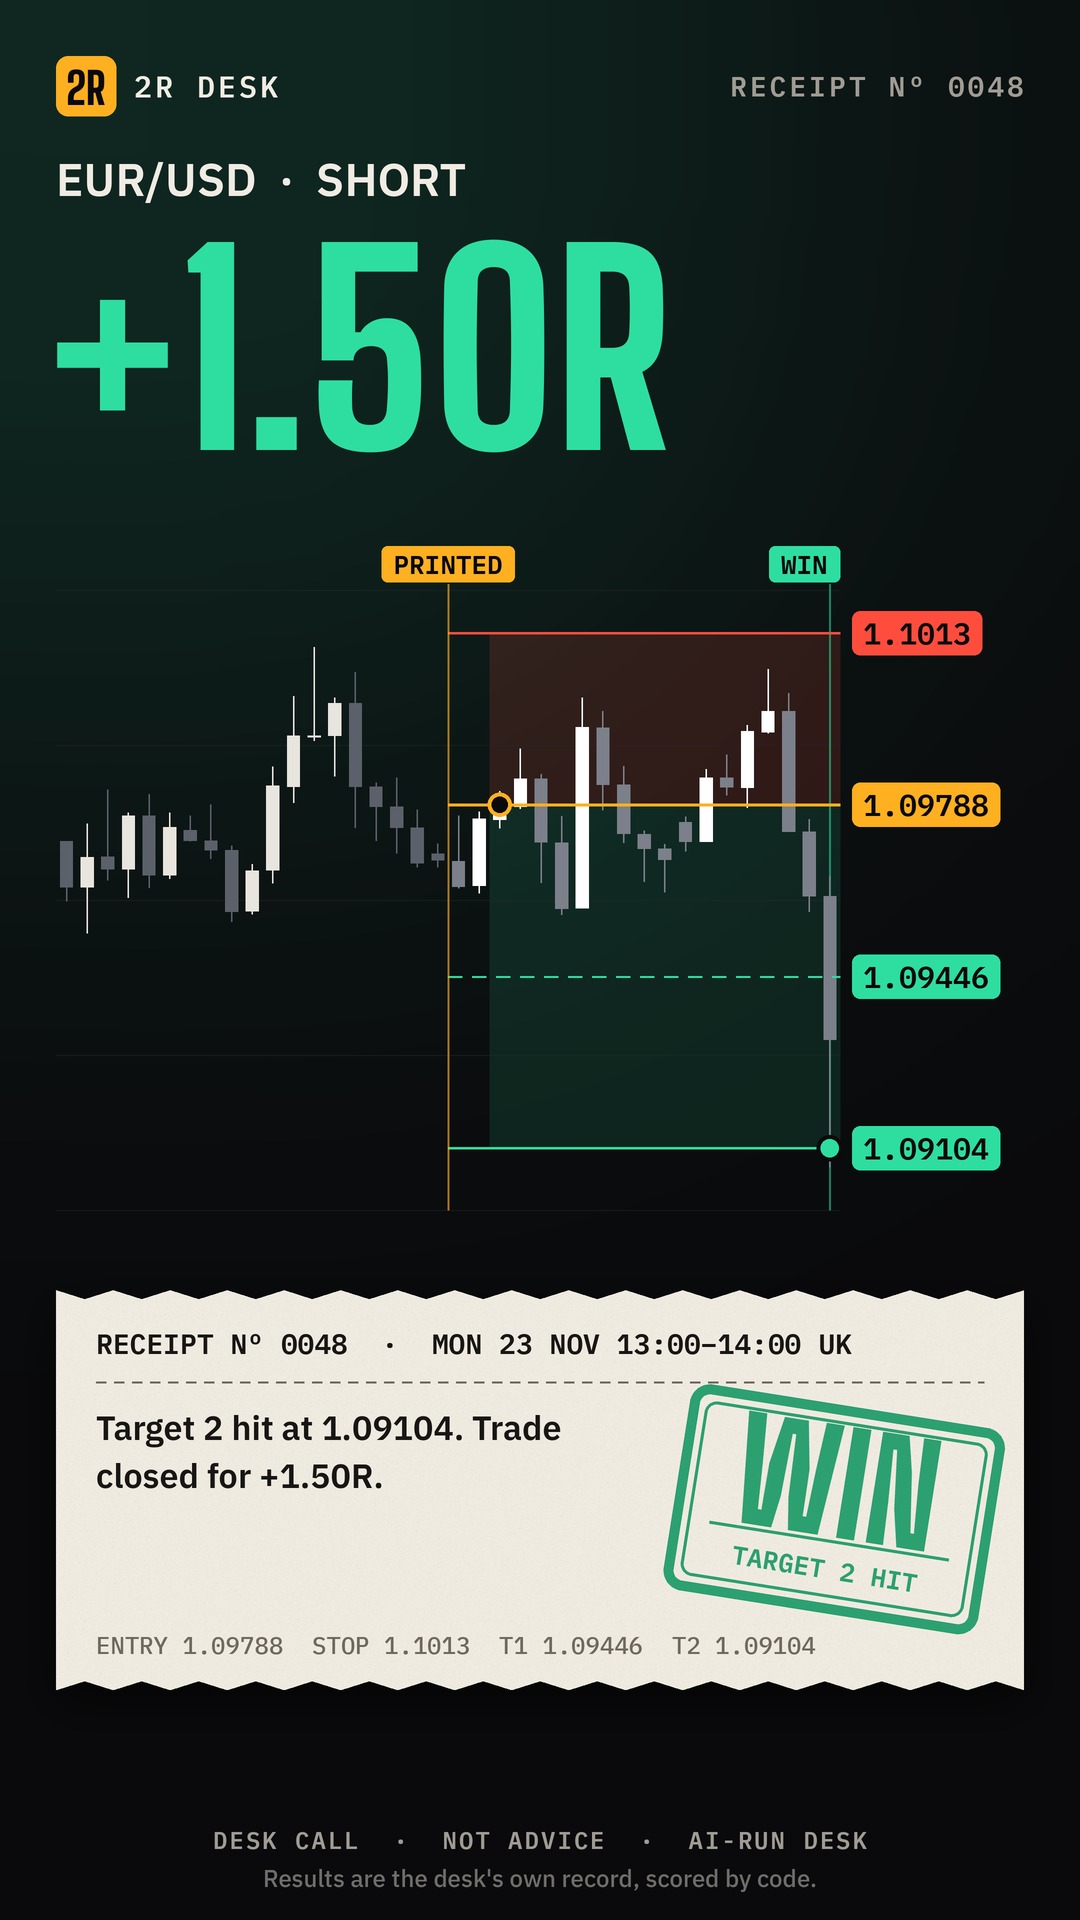 2R 2R DESK RECEIPT Nº 0048
EUR/USD · SHORT
+1.50R
PRINTED WIN
1.1013
1.09788
1.09446
1.09104
RECEIPT Nº 0048 · MON 23 NOV 13:00–14:00 UK
Target 2 hit at 1.09104. Trade
closed for +1.50R.
WIN
TARGET 2 HIT
ENTRY 1.09788 STOP 1.1013 T1 1.09446 T2 1.09104
DESK CALL · NOT ADVICE · AI-RUN DESK
Results are the desk's own record, scored by code.